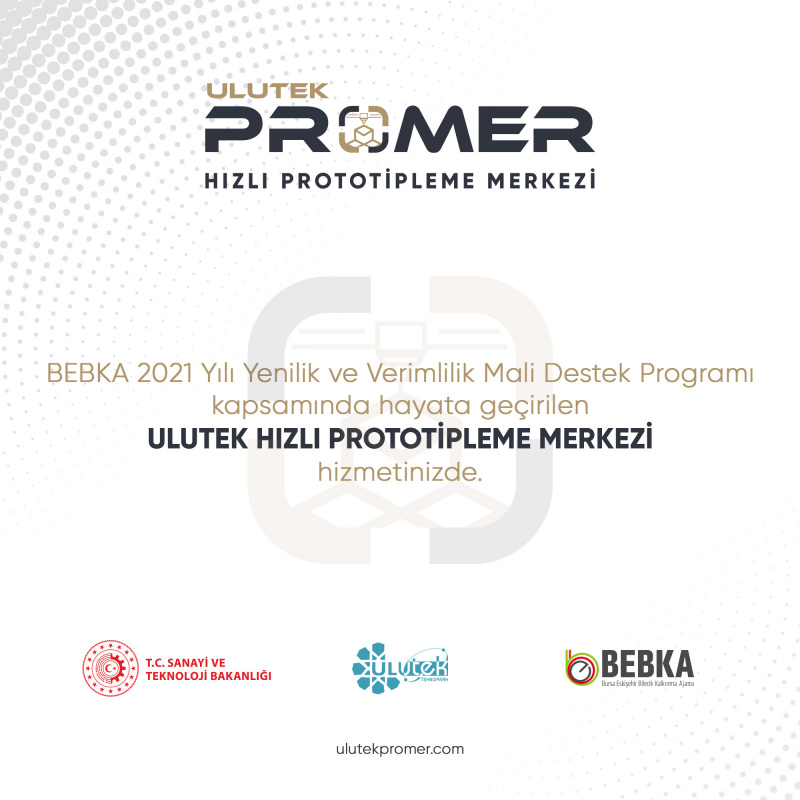 ULUTEK
PROMER
HIZLI PROTOTİPLEME MERKEZİ
BEBKA 2021 Yılı Yenilik ve Verimlilik Mali Destek Programı
kapsamında hayata geçirilen
ULUTEK HIZLI PROTOTİPLEME MERKEZİ
hizmetinizde.
T.C. SANAYİ VE
TEKNOLOJİ BAKANLIĞI
ulutek
TEKNOPARK
BEBKA
Bursa Eskişehir Bilecik Kalkınma Ajansı
ulutekpromer.com